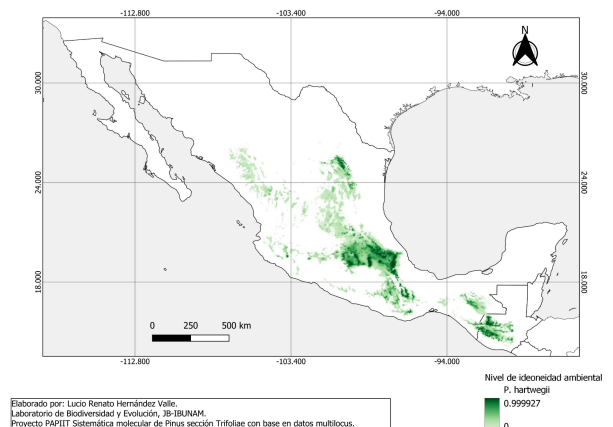 -112.800 -103.400 -94.000
N
30.000 30.000
24.000 24.000
18.000 18.000
0 250 500 km
-112.800 -103.400 -94.000
Nivel de ideoneidad ambiental
P. hartwegii
0.999927
0
Elaborado por: Lucio Renato Hernández Valle.
Laboratorio de Biodiversidad y Evolución, JB-IBUNAM.
Proyecto PAPIIT Sistemática molecular de Pinus sección Trifoliae con base en datos multilocus.